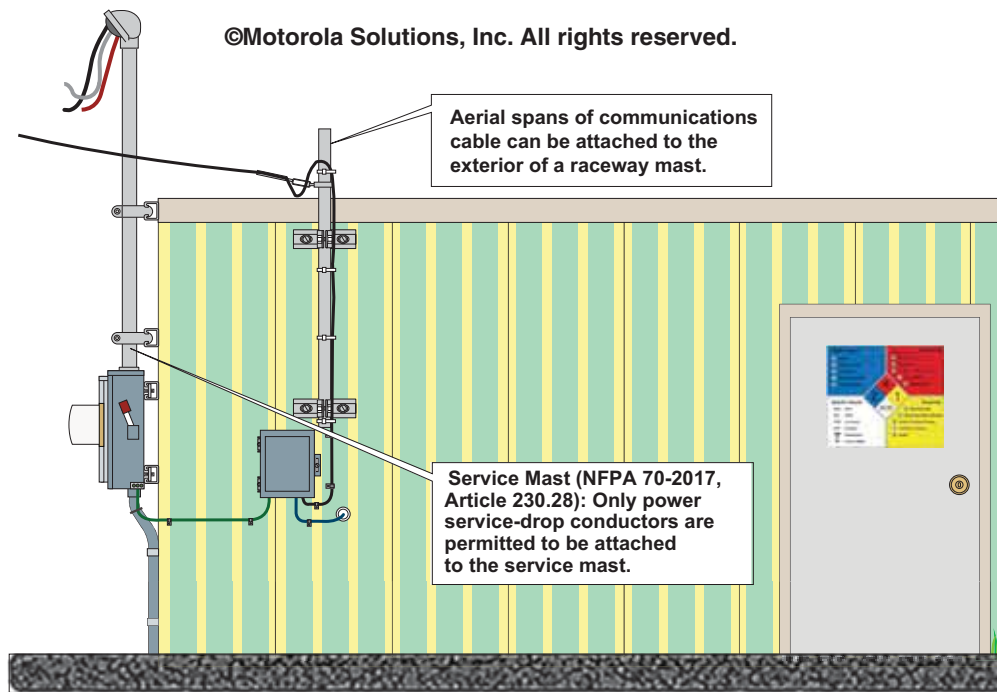 ©Motorola Solutions, Inc. All rights reserved.
Aerial spans of communications
cable can be attached to the
exterior of a raceway mast.
Service Mast (NFPA 70-2017,
Article 230.28): Only power
service-drop conductors are
permitted to be attached
to the service mast.